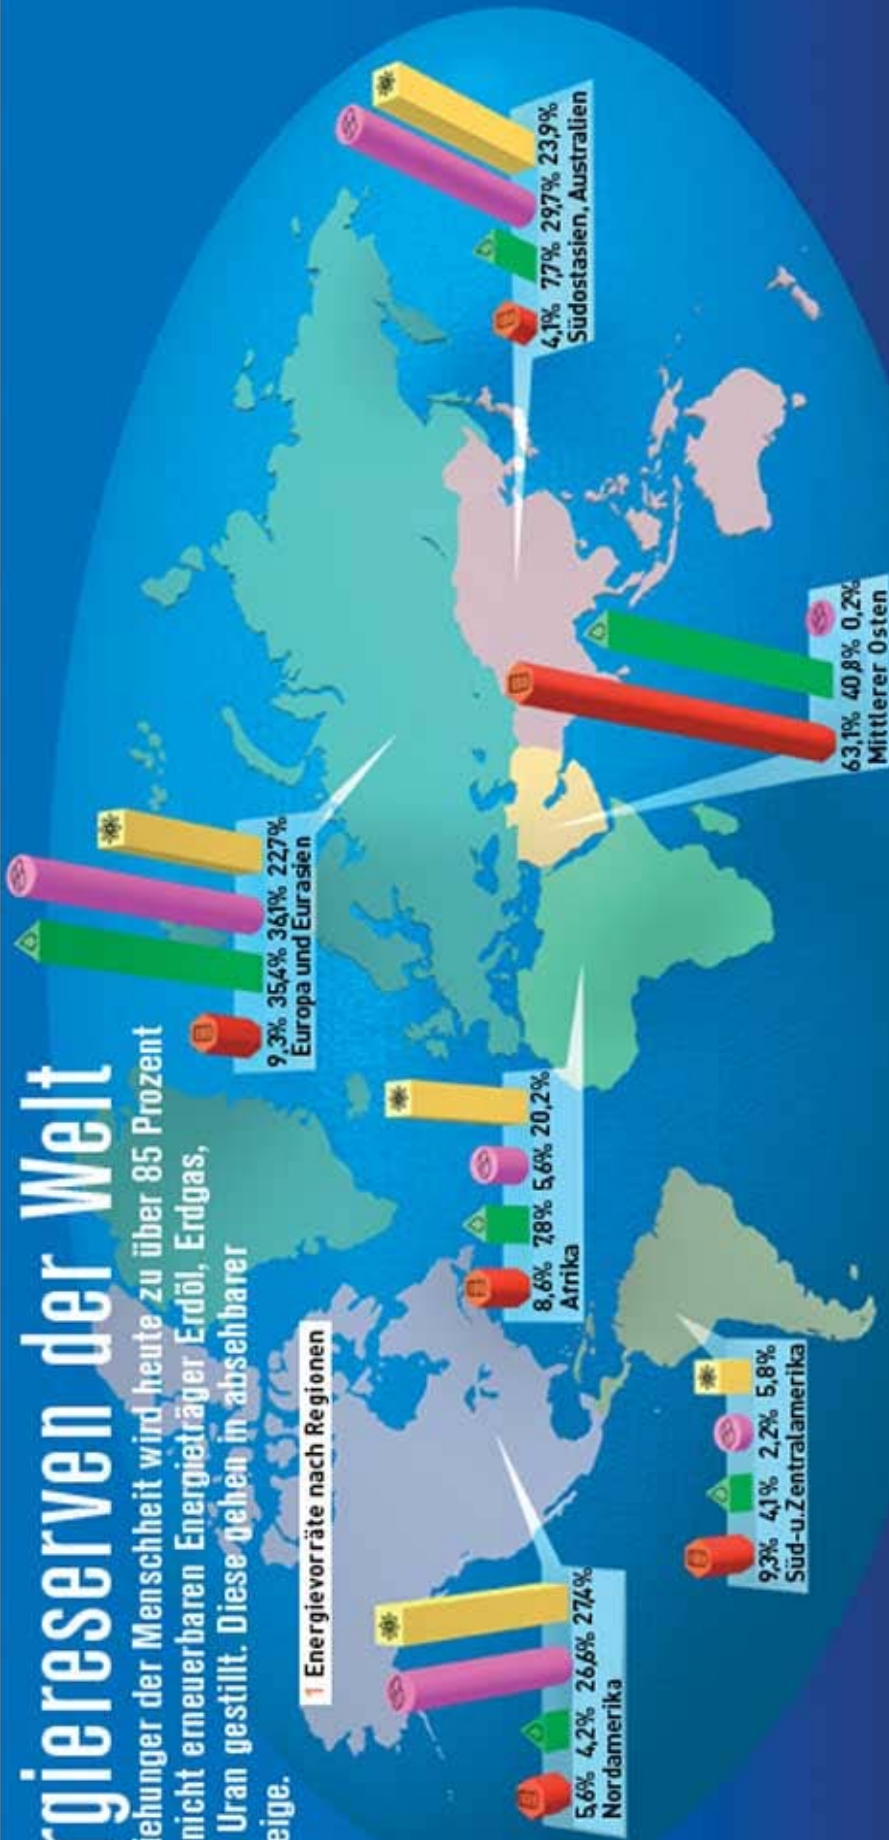 rgiereserven der Welt
iehunger der Menschheit wird heute zu über 85 Prozent
nicht erneuerbaren Energieträger Erdöl, Erdgas,
Uran gestillt. Diese gehen in absehbarer
eige.
1 Energievorräte nach Regionen
5,6% 4,2% 26,6% 27,4%
Nordamerika
9,3% 4,1% 2,2% 5,8%
Süd-u.Zentralamerika
8,6% 7,8% 5,6% 20,2%
Afrika
9,3% 35,4% 36,1% 22,7%
Europa und Eurasien
63,1% 40,8% 0,2%
Mittlerer Osten
4,1% 7,7% 29,7% 23,9%
Südostasien, Australien